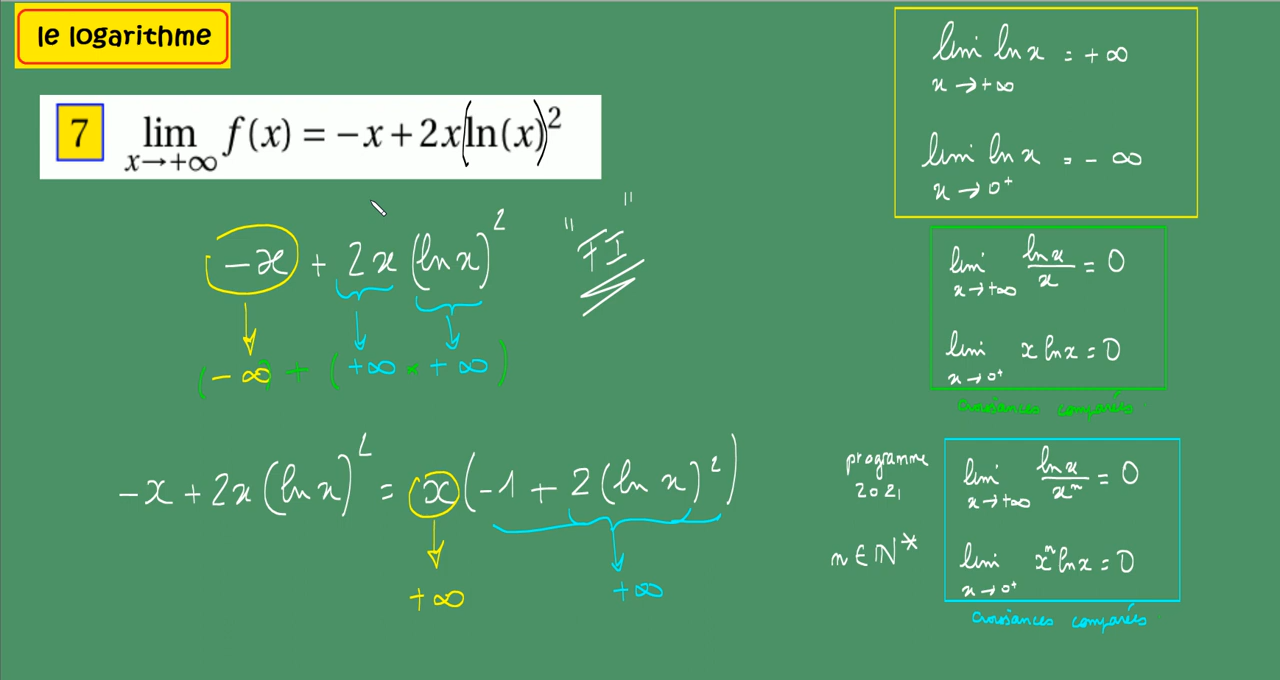 le logarithme
7 lim x→+∞ f(x) = −x + 2x(ln(x))²
−x + 2x (ln x)² " FI "
(−∞) + (+∞ * +∞)
−x + 2x (ln x)² = x (−1 + 2 (ln x)²)
+∞ +∞
lim ln x = +∞
x → +∞
lim ln x = − ∞
x → 0⁺
lim ln x / x = 0
x → +∞
lim x ln x = 0
x → 0⁺
croissances comparées
programme
2021
n ∈ ℕ*
lim ln x / xⁿ = 0
x → +∞
lim xⁿ ln x = 0
x → 0⁺
croissances comparées